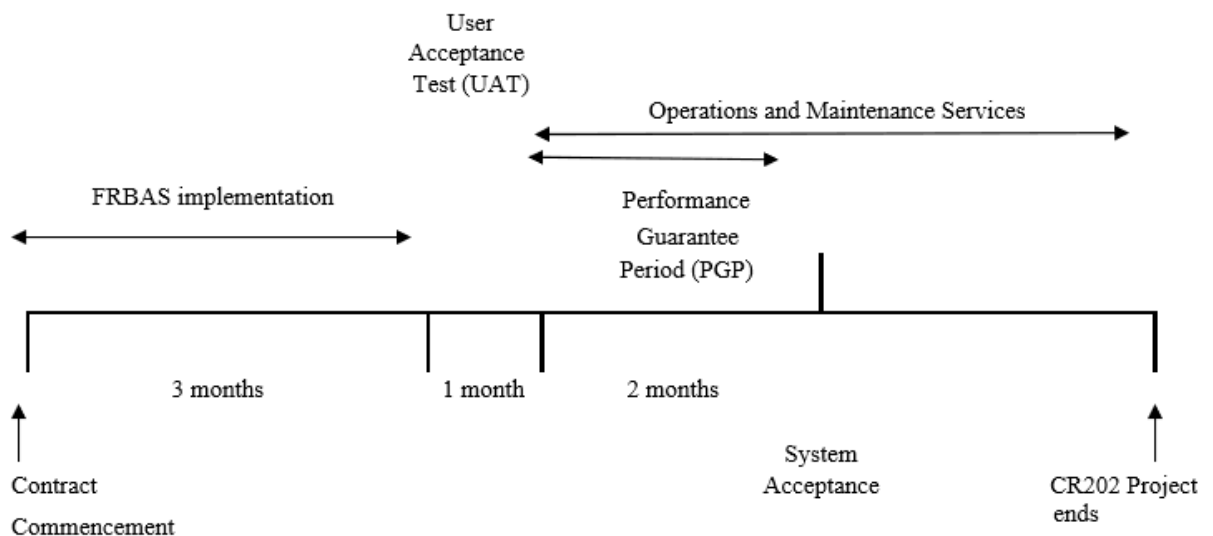 User
Acceptance
Test (UAT)
Operations and Maintenance Services
FRBAS implementation
Performance
Guarantee
Period (PGP)
3 months
1 month
2 months
System
Acceptance
Contract
Commencement
CR202 Project
ends